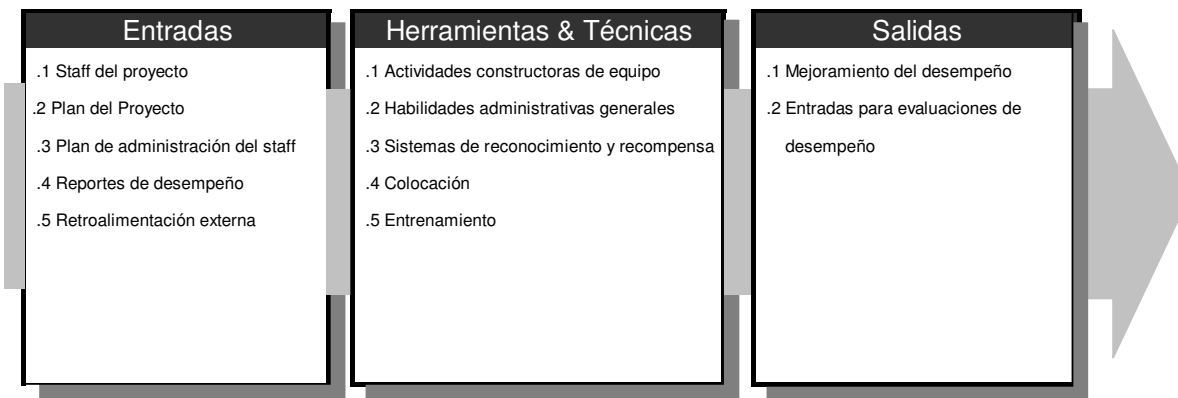 Entradas
.1 Staff del proyecto
.2 Plan del Proyecto
.3 Plan de administración del staff
.4 Reportes de desempeño
.5 Retroalimentación externa
Herramientas & Técnicas
.1 Actividades constructoras de equipo
.2 Habilidades administrativas generales
.3 Sistemas de reconocimiento y recompensa
.4 Colocación
.5 Entrenamiento
Salidas
.1 Mejoramiento del desempeño
.2 Entradas para evaluaciones de
desempeño